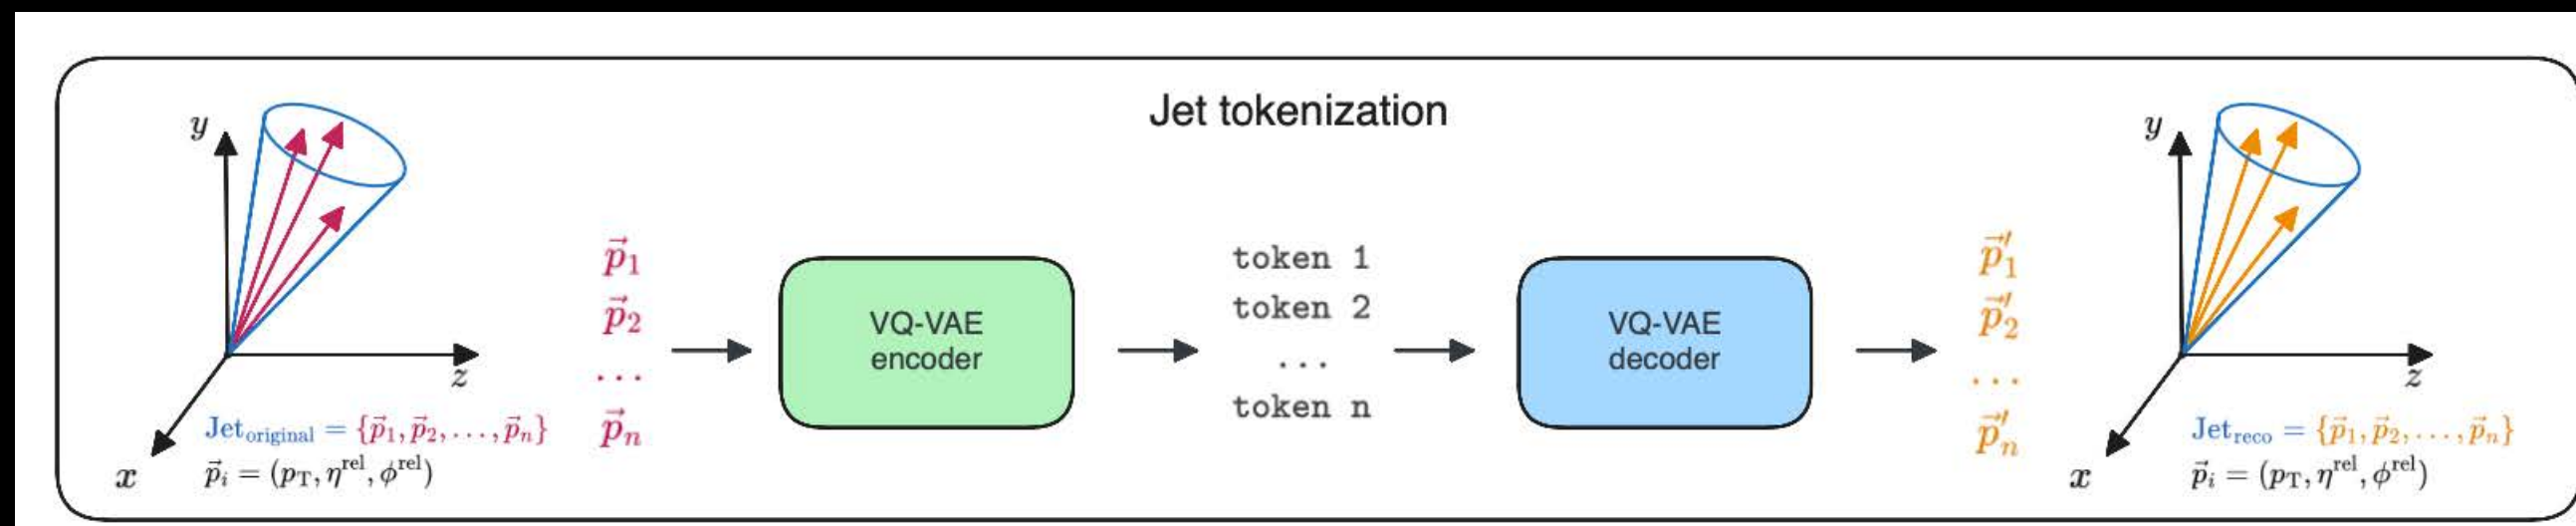 Jet tokenization
y
z
x
Jet_original = {p⃗_1, p⃗_2, ..., p⃗_n}
p⃗_i = (p_T, η^rel, ϕ^rel)
p⃗_1
p⃗_2
...
p⃗_n
VQ-VAE
encoder
token 1
token 2
...
token n
VQ-VAE
decoder
p⃗′_1
p⃗′_2
...
p⃗′_n
y
z
x
Jet_reco = {p⃗_1, p⃗_2, ..., p⃗_n}
p⃗_i = (p_T, η^rel, ϕ^rel)